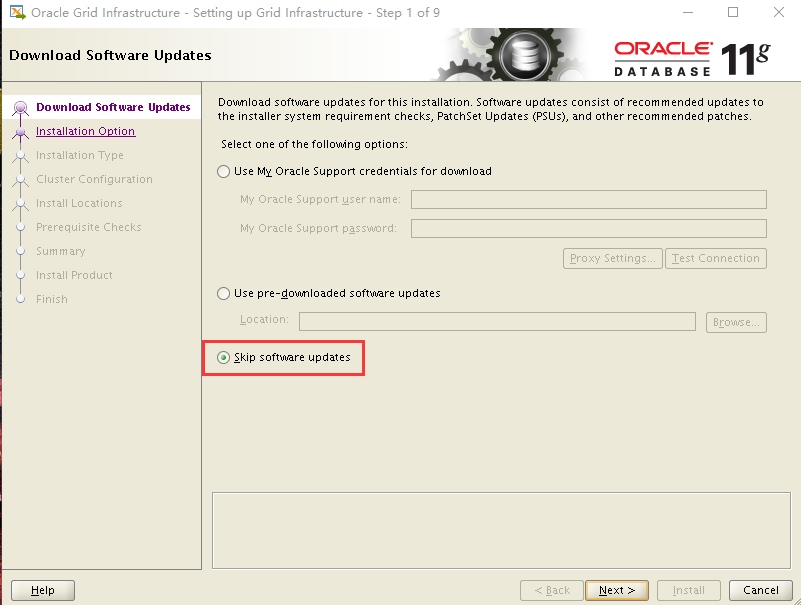 Oracle Grid Infrastructure - Setting up Grid Infrastructure - Step 1 of 9
Download Software Updates
ORACLE
DATABASE
11g
Download Software Updates
Installation Option
Installation Type
Cluster Configuration
Install Locations
Prerequisite Checks
Summary
Install Product
Finish
Download software updates for this installation. Software updates consist of recommended updates to
the installer system requirement checks, PatchSet Updates (PSUs), and other recommended patches.
Select one of the following options:
Use My Oracle Support credentials for download
My Oracle Support user name:
My Oracle Support password:
Proxy Settings... Test Connection
Use pre-downloaded software updates
Location: Browse...
Skip software updates
Help < Back Next > Install Cancel